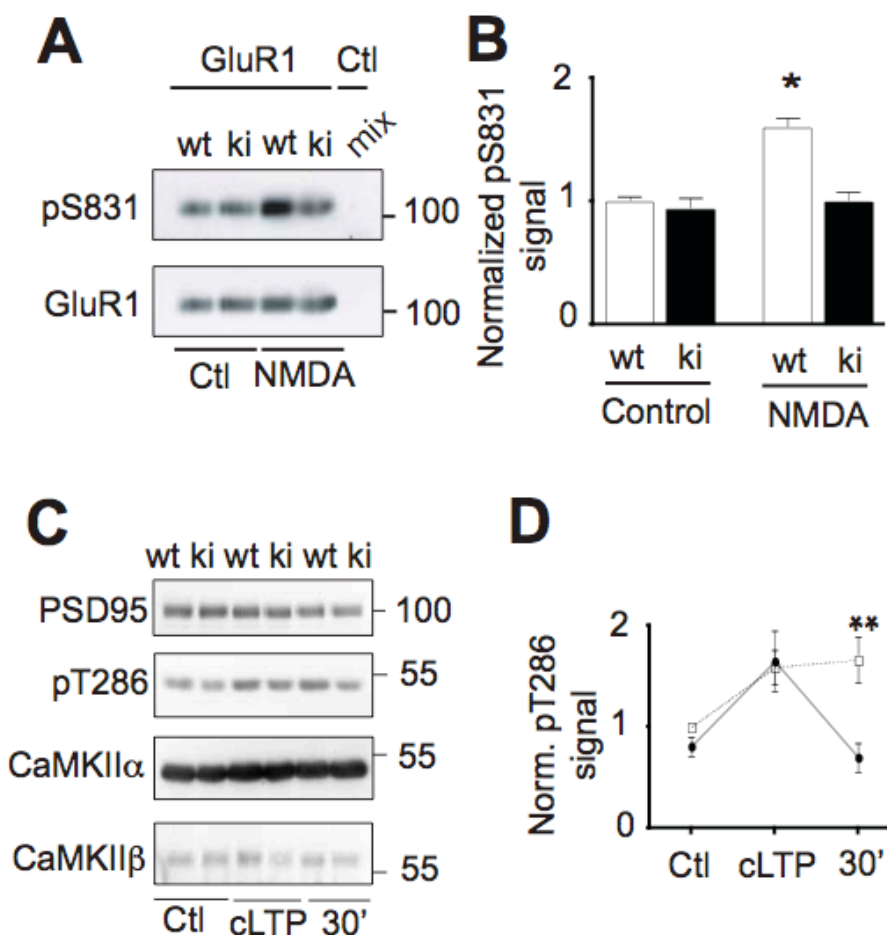 A
GluR1 Ctl
wt ki wt ki mix
pS831
100
GluR1
100
Ctl NMDA
B
Normalized pS831
signal
2
*
1
0
wt ki wt ki
Control NMDA
C
wt ki wt ki wt ki
PSD95
100
pT286
55
CaMKIIα
55
CaMKIIβ
55
Ctl cLTP 30'
D
Norm. pT286
signal
2
**
1
0
Ctl cLTP 30'